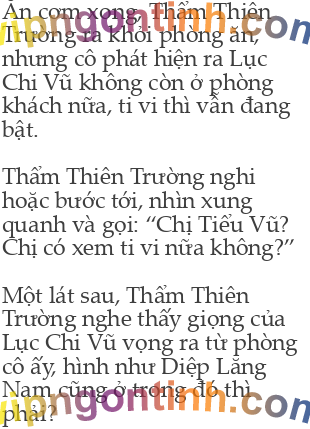 Ăn cơm xong, Thẩm Thiên
Trường ra khỏi phòng ăn,
nhưng cô phát hiện ra Lục
Chi Vũ không còn ở phòng
khách nữa, ti vi thì vẫn đang
bật.
Thẩm Thiên Trường nghi
hoặc bước tới, nhìn xung
quanh và gọi: “Chị Tiểu Vũ?
Chị có xem ti vi nữa không?”
Một lát sau, Thẩm Thiên
Trường nghe thấy giọng của
Lục Chi Vũ vọng ra từ phòng
cô ấy, hình như Diệp Lăng
Nam cũng ở trong đó thì
phải?
vipngontinh.com
vipngontinh.com